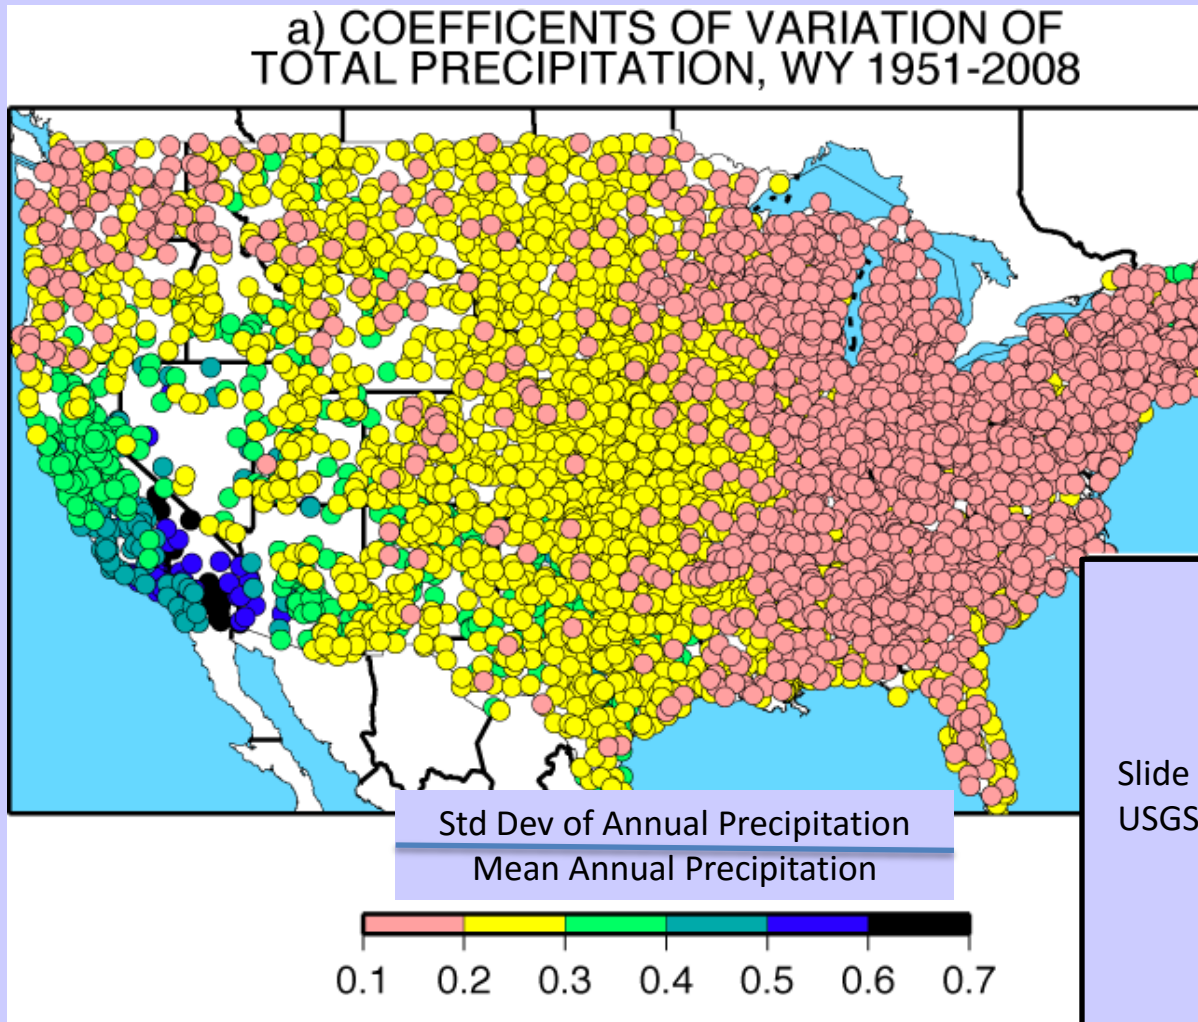 a) COEFFICENTS OF VARIATION OF
TOTAL PRECIPITATION, WY 1951-2008
Slide
USGS
Std Dev of Annual Precipitation
Mean Annual Precipitation
0.1 0.2 0.3 0.4 0.5 0.6 0.7